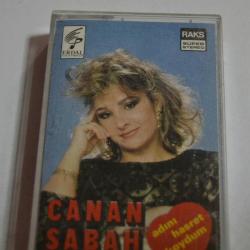 ERDAL
RAKS
SUPER
STEREO
CANAN
SABAH
adını
hasret
koydum